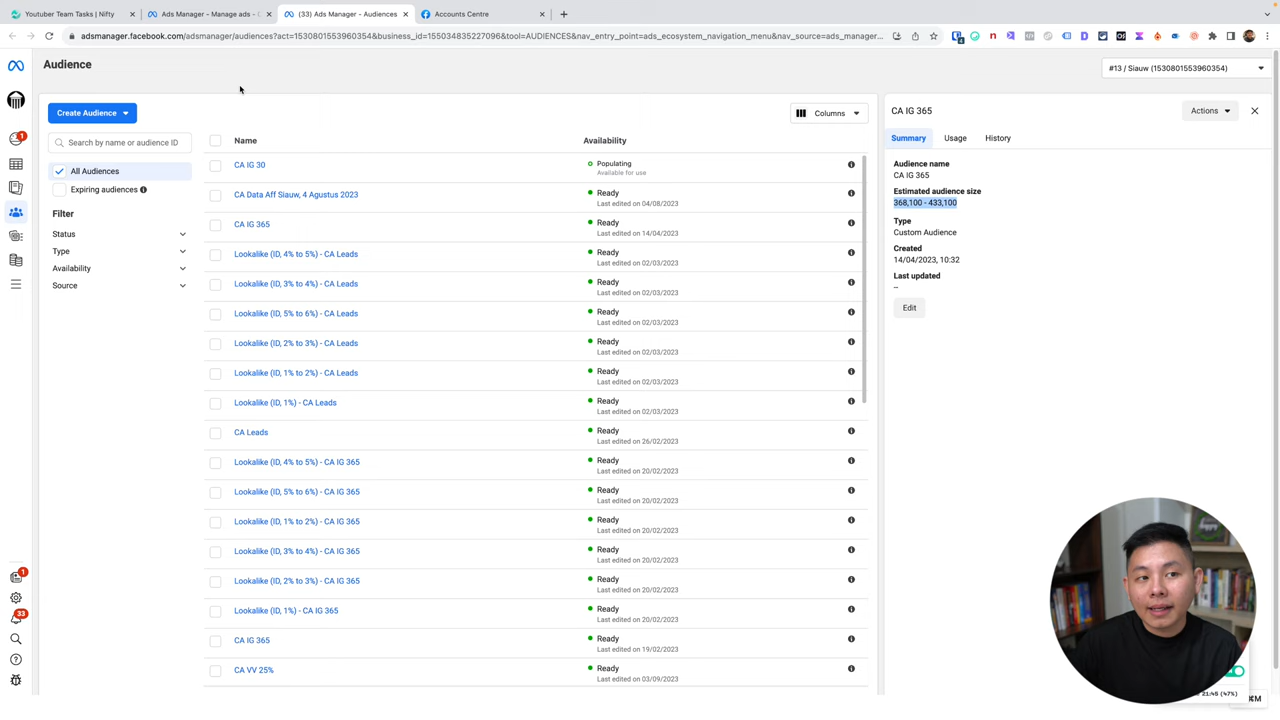 Youtuber Team Tasks | Nifty
Ads Manager - Manage ads - C
(33) Ads Manager - Audiences
Accounts Centre
adsmanager.facebook.com/adsmanager/audiences?act=1530801553960354&business_id=155034835227096&tool=AUDIENCES&nav_entry_point=ads_ecosystem_navigation_menu&nav_source=ads_manager...
Audience
#13 / Siauw (1530801553960354)
Create Audience
Columns
Search by name or audience ID
All Audiences
Expiring audiences
Filter
Status
Type
Availability
Source
Name
Availability
CA IG 30
Populating
Available for use
CA Data Aff Siauw, 4 Agustus 2023
Ready
Last edited on 04/08/2023
CA IG 365
Ready
Last edited on 14/04/2023
Lookalike (ID, 4% to 5%) - CA Leads
Ready
Last edited on 02/03/2023
Lookalike (ID, 3% to 4%) - CA Leads
Ready
Last edited on 02/03/2023
Lookalike (ID, 5% to 6%) - CA Leads
Ready
Last edited on 02/03/2023
Lookalike (ID, 2% to 3%) - CA Leads
Ready
Last edited on 02/03/2023
Lookalike (ID, 1% to 2%) - CA Leads
Ready
Last edited on 02/03/2023
Lookalike (ID, 1%) - CA Leads
Ready
Last edited on 02/03/2023
CA Leads
Ready
Last edited on 26/02/2023
Lookalike (ID, 4% to 5%) - CA IG 365
Ready
Last edited on 20/02/2023
Lookalike (ID, 5% to 6%) - CA IG 365
Ready
Last edited on 20/02/2023
Lookalike (ID, 1% to 2%) - CA IG 365
Ready
Last edited on 20/02/2023
Lookalike (ID, 3% to 4%) - CA IG 365
Ready
Last edited on 20/02/2023
Lookalike (ID, 2% to 3%) - CA IG 365
Ready
Last edited on 20/02/2023
Lookalike (ID, 1%) - CA IG 365
Ready
Last edited on 20/02/2023
CA IG 365
Ready
Last edited on 19/02/2023
CA VV 25%
Ready
Last edited on 03/09/2023
CA IG 365
Actions
Summary
Usage
History
Audience name
CA IG 365
Estimated audience size
368,100 - 433,100
Type
Custom Audience
Created
14/04/2023, 10:32
Last updated
--
Edit
1
1
33
21:45 (47%)
⌘M